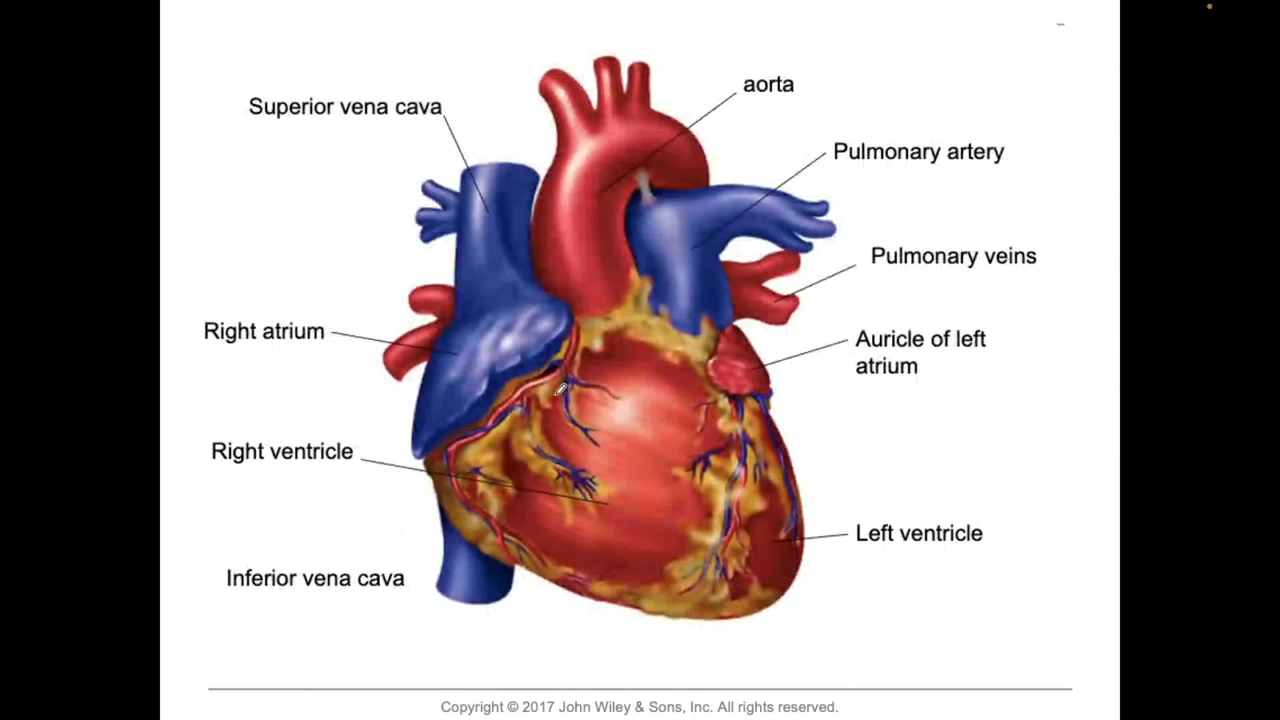 Superior vena cava
aorta
Pulmonary artery
Pulmonary veins
Right atrium
Auricle of left
atrium
Right ventricle
Left ventricle
Inferior vena cava
Copyright © 2017 John Wiley & Sons, Inc. All rights reserved.